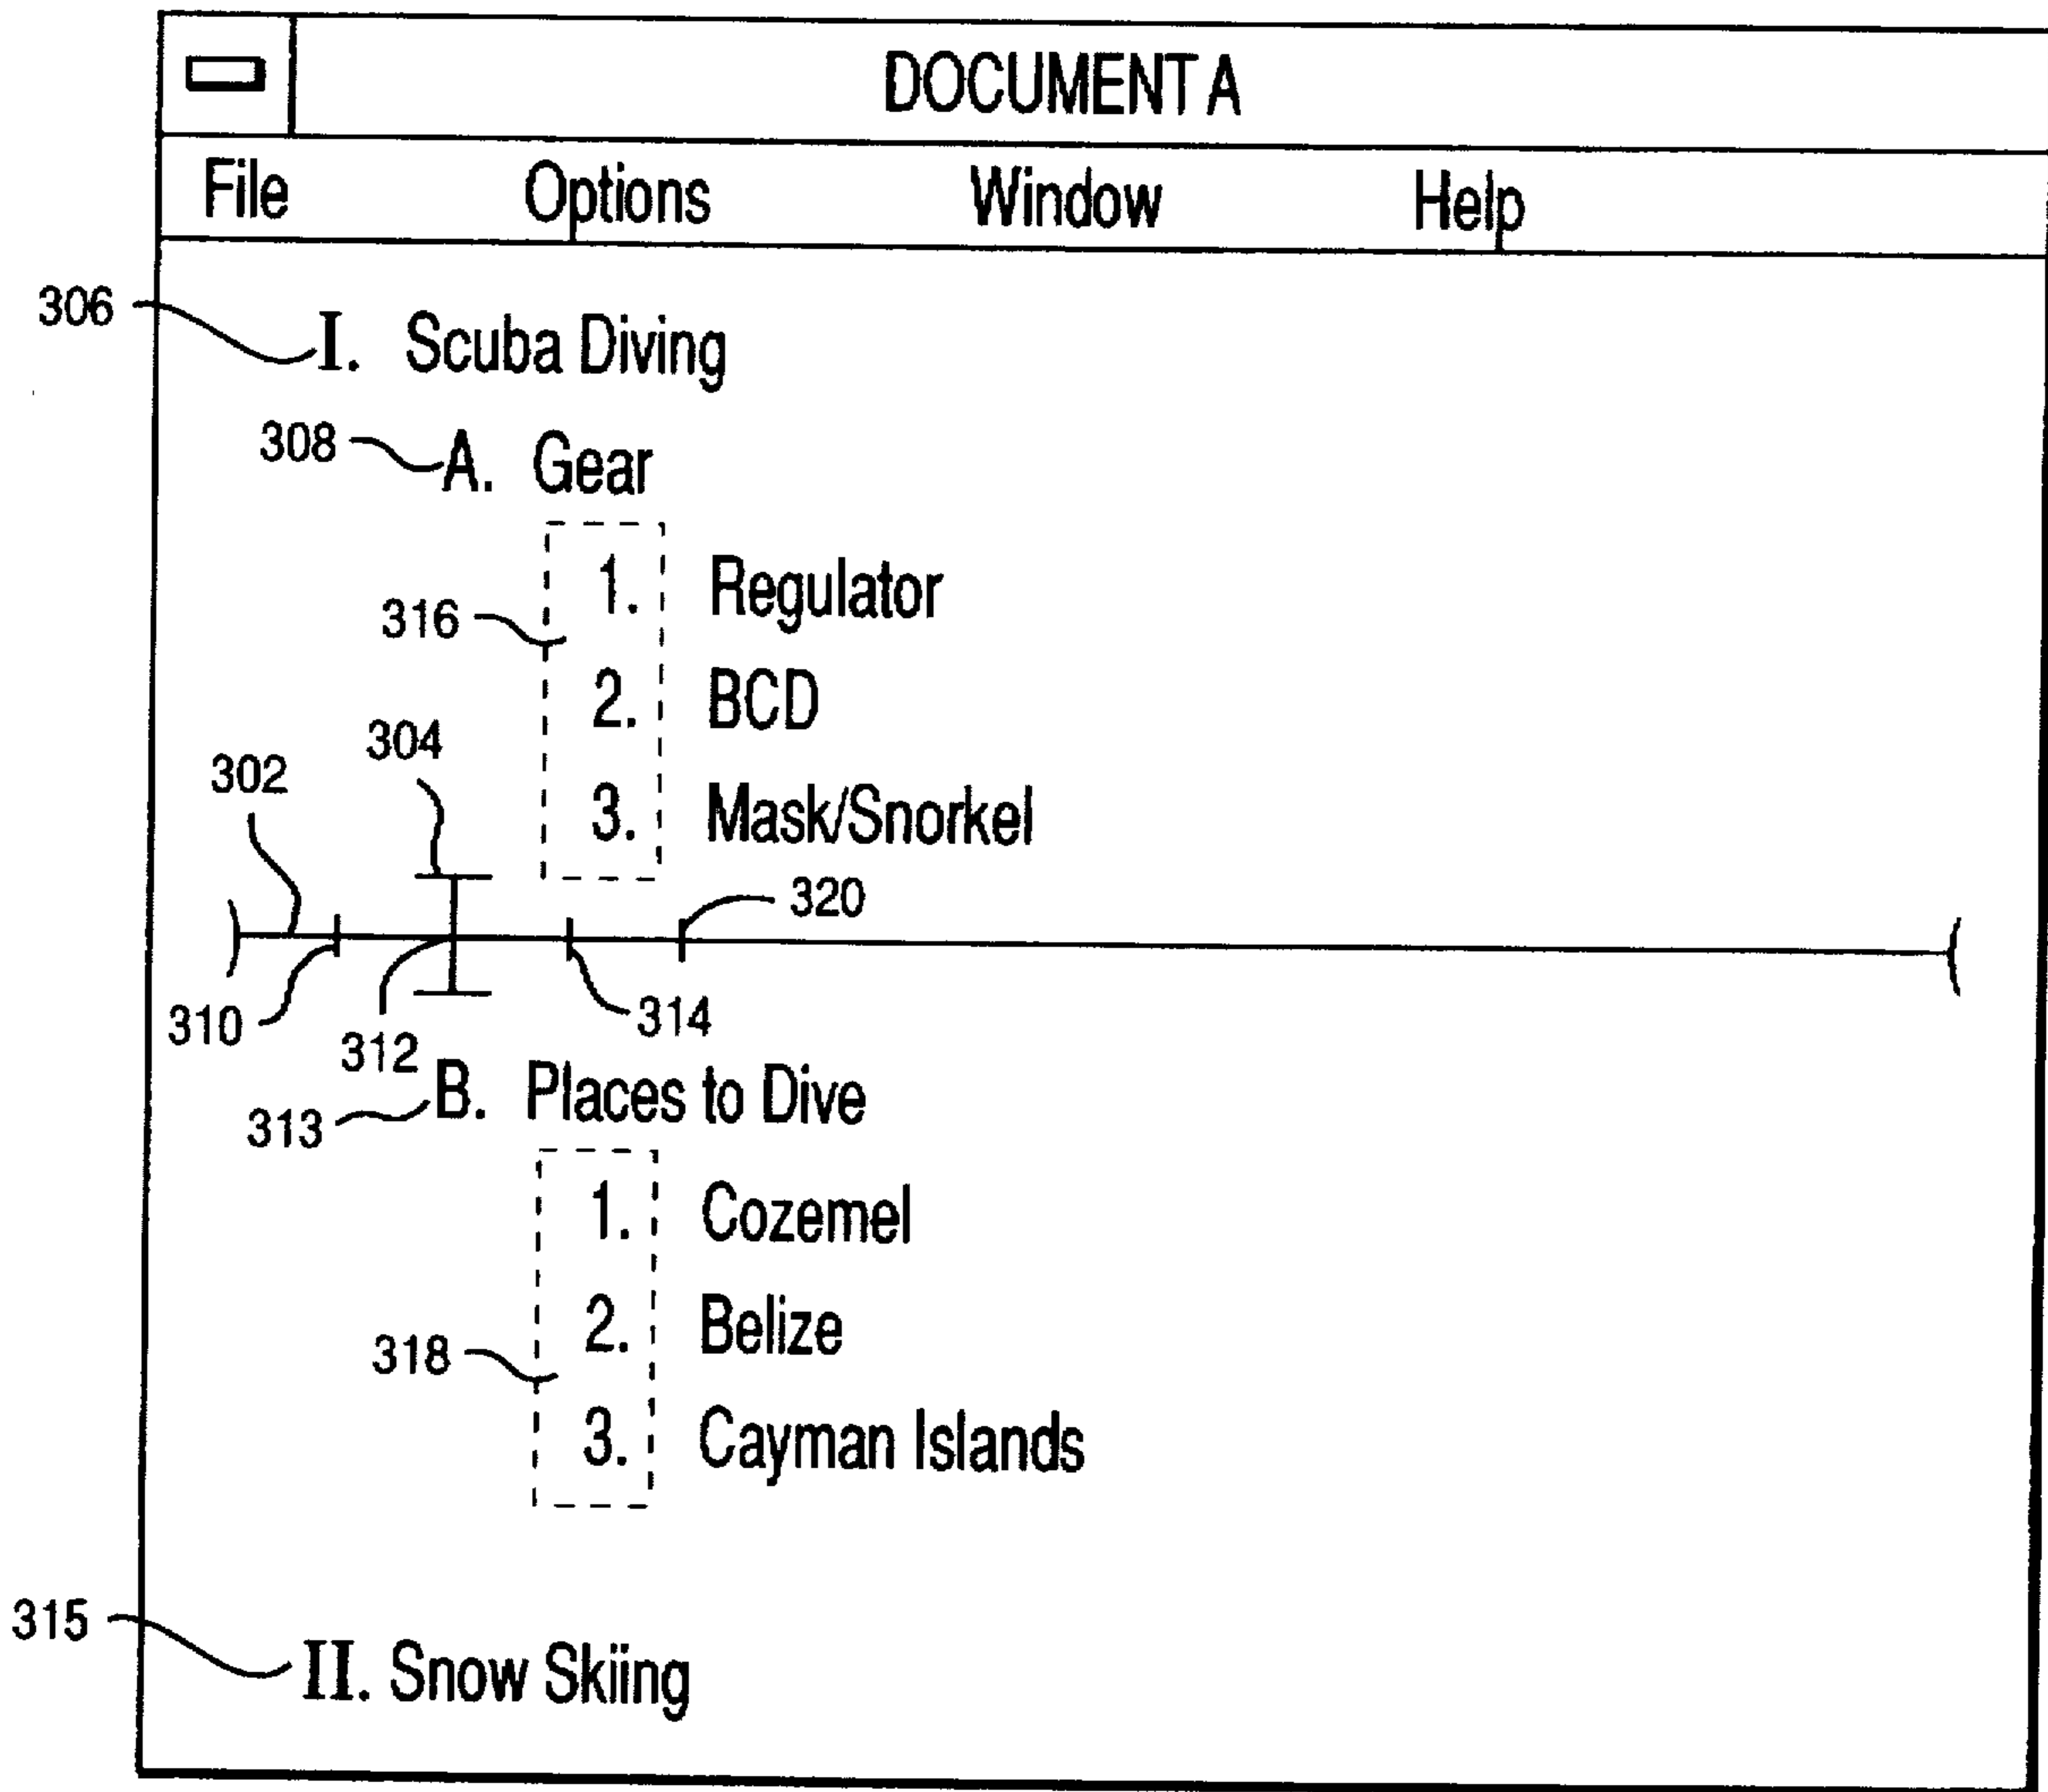 DOCUMENT A
File Options Window Help
306
I. Scuba Diving
308 A. Gear
1. Regulator
316
2. BCD
304
302
3. Mask/Snorkel
320
310
312
314
B. Places to Dive
313
1. Cozemel
2. Belize
318
3. Cayman Islands
315
II. Snow Skiing